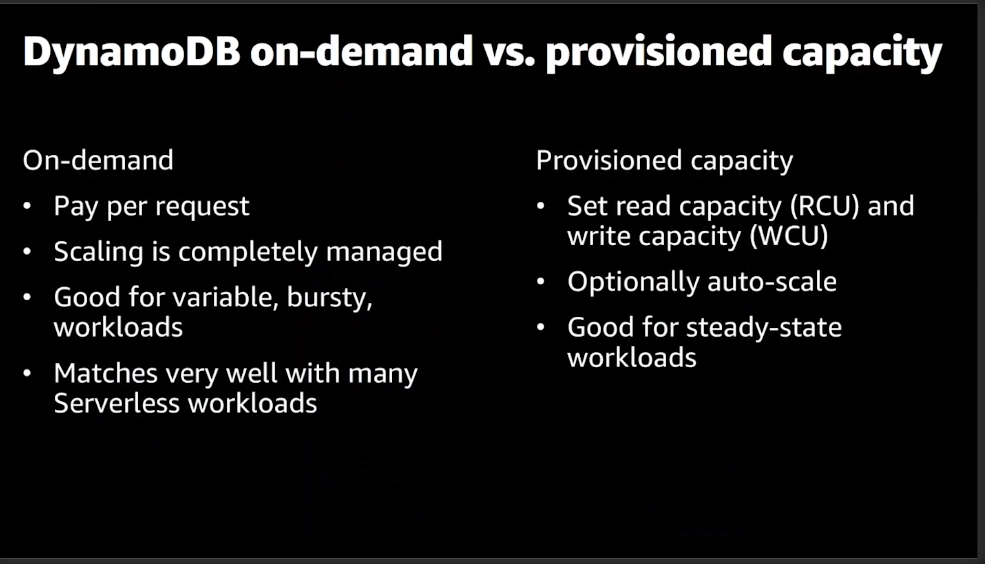 DynamoDB on-demand vs. provisioned capacity
On-demand
• Pay per request
• Scaling is completely managed
• Good for variable, bursty,
workloads
• Matches very well with many
Serverless workloads
Provisioned capacity
• Set read capacity (RCU) and
write capacity (WCU)
• Optionally auto-scale
• Good for steady-state
workloads